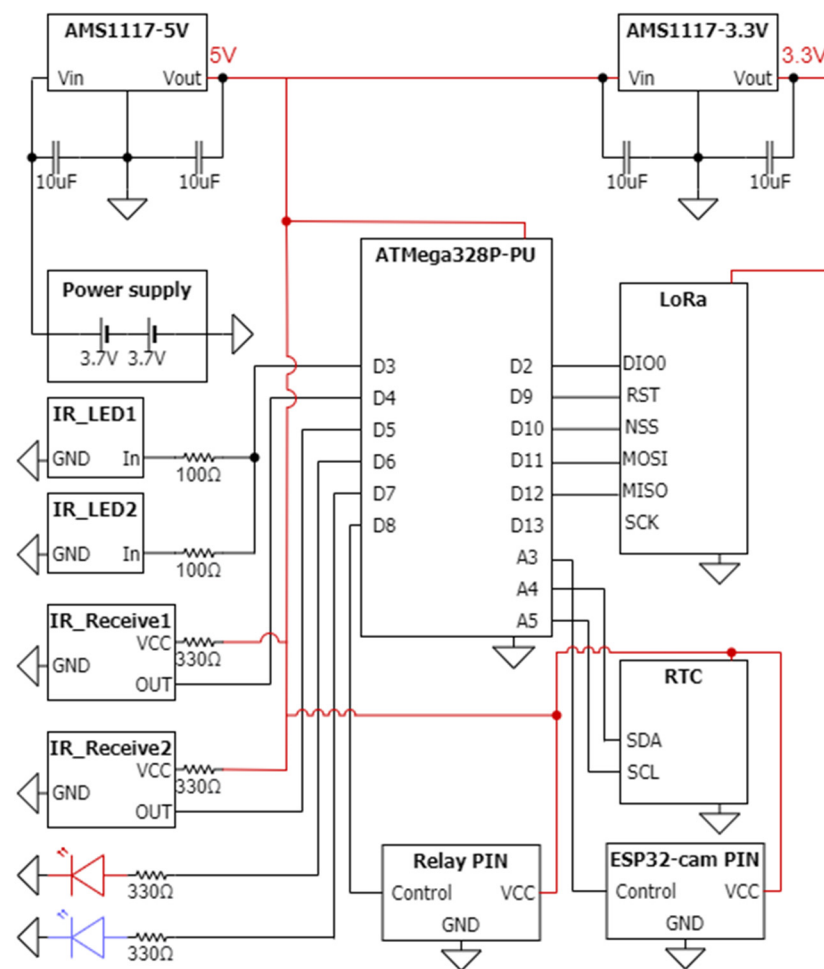 AMS1117-5V
5V
Vin
Vout
10uF
10uF
AMS1117-3.3V
3.3V
Vin
Vout
10uF
10uF
Power supply
3.7V
3.7V
ATMega328P-PU
D3
D4
D5
D6
D7
D8
D2
D9
D10
D11
D12
D13
A3
A4
A5
LoRa
DIO0
RST
NSS
MOSI
MISO
SCK
IR_LED1
GND
In
100Ω
IR_LED2
GND
In
100Ω
IR_Receive1
VCC
GND
OUT
330Ω
IR_Receive2
VCC
GND
OUT
330Ω
330Ω
330Ω
RTC
SDA
SCL
Relay PIN
Control
VCC
GND
ESP32-cam PIN
Control
VCC
GND